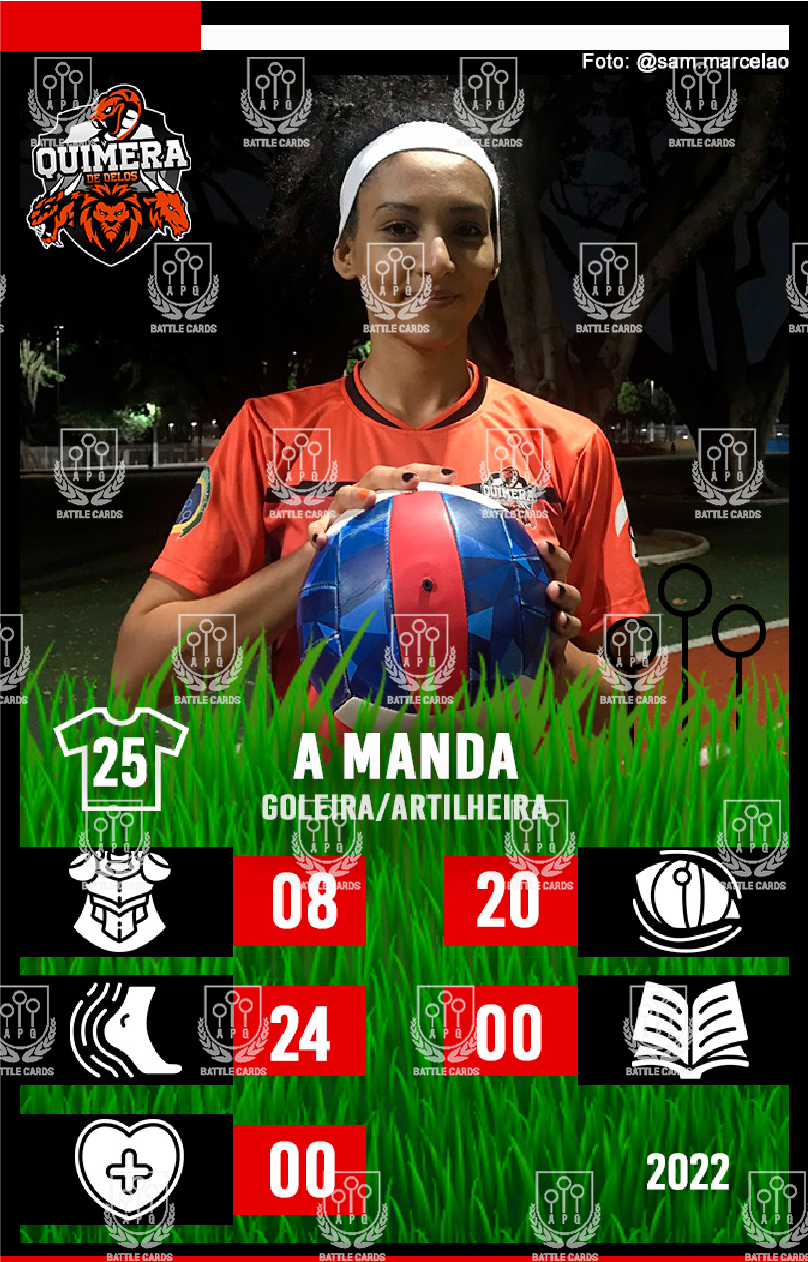 Foto: @sam.marcelao
QUIMERA
DE DELOS
QUIMERA
25
A MANDA
GOLEIRA/ARTILHEIRA
08
20
24
00
00
2022
APQ
BATTLE CARDS